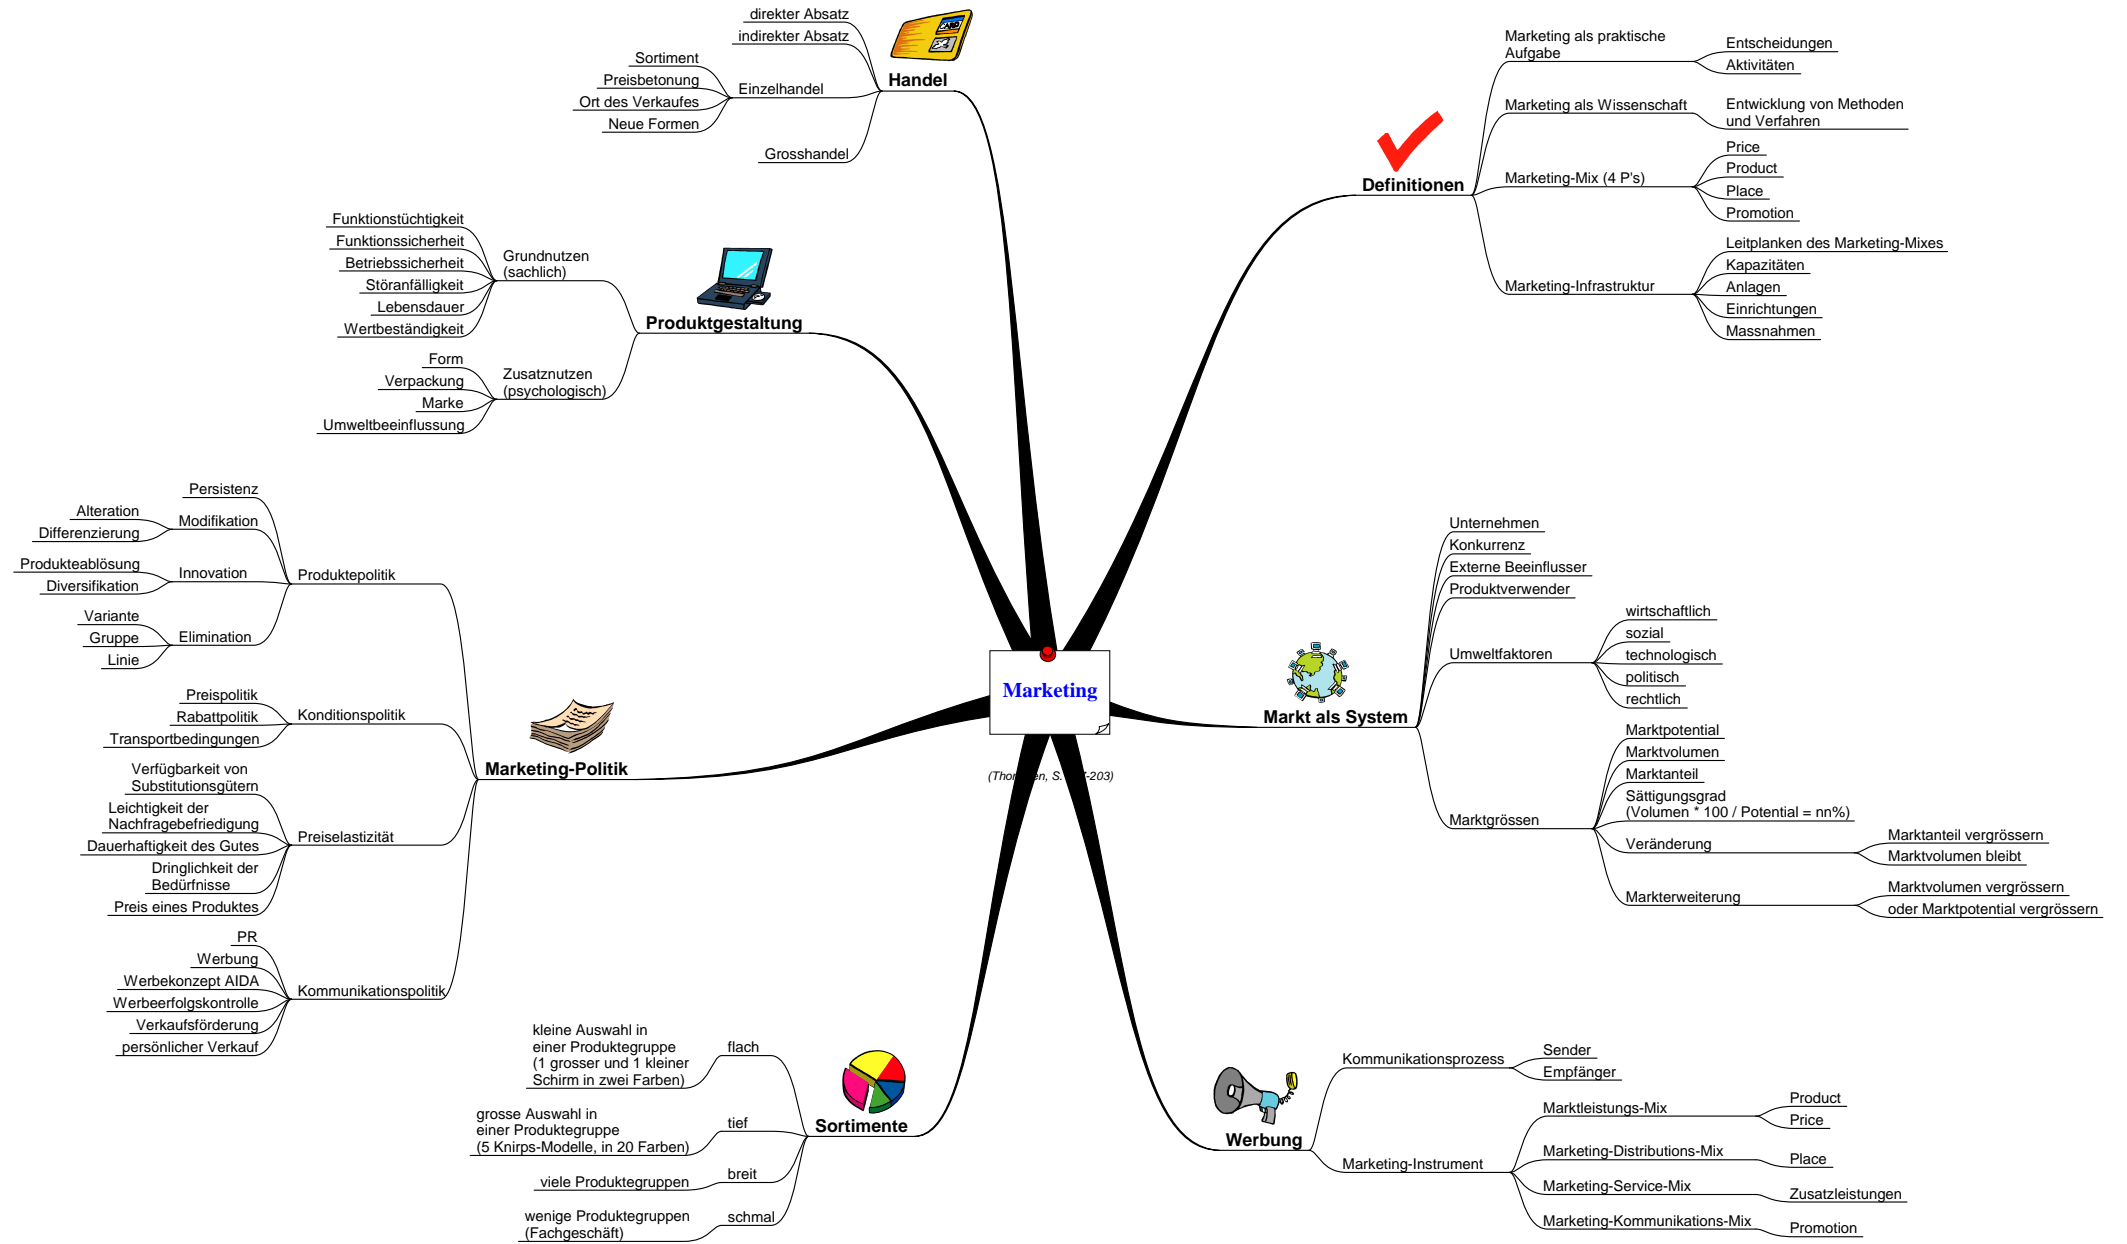 Marketing
(Thor en, S. -203)
Handel
direkter Absatz
indirekter Absatz
Einzelhandel
Sortiment
Preisbetonung
Ort des Verkaufes
Neue Formen
Grosshandel
Produktgestaltung
Grundnutzen
(sachlich)
Funktionstüchtigkeit
Funktionssicherheit
Betriebssicherheit
Störanfälligkeit
Lebensdauer
Wertbeständigkeit
Zusatznutzen
(psychologisch)
Form
Verpackung
Marke
Umweltbeeinflussung
Marketing-Politik
Produktepolitik
Persistenz
Modifikation
Alteration
Differenzierung
Innovation
Produkteablösung
Diversifikation
Elimination
Variante
Gruppe
Linie
Konditionspolitik
Preispolitik
Rabattpolitik
Transportbedingungen
Preiselastizität
Verfügbarkeit von
Substitutionsgütern
Leichtigkeit der
Nachfragebefriedigung
Dauerhaftigkeit des Gutes
Dringlichkeit der
Bedürfnisse
Preis eines Produktes
Kommunikationspolitik
PR
Werbung
Werbekonzept AIDA
Werbeerfolgskontrolle
Verkaufsförderung
persönlicher Verkauf
Sortimente
flach
kleine Auswahl in
einer Produktegruppe
(1 grosser und 1 kleiner
Schirm in zwei Farben)
tief
grosse Auswahl in
einer Produktegruppe
(5 Knirps-Modelle, in 20 Farben)
breit
viele Produktegruppen
schmal
wenige Produktegruppen
(Fachgeschäft)
Definitionen
Marketing als praktische
Aufgabe
Entscheidungen
Aktivitäten
Marketing als Wissenschaft
Entwicklung von Methoden
und Verfahren
Marketing-Mix (4 P's)
Price
Product
Place
Promotion
Marketing-Infrastruktur
Leitplanken des Marketing-Mixes
Kapazitäten
Anlagen
Einrichtungen
Massnahmen
Markt als System
Unternehmen
Konkurrenz
Externe Beeinflusser
Produktverwender
Umweltfaktoren
wirtschaftlich
sozial
technologisch
politisch
rechtlich
Marktgrössen
Marktpotential
Marktvolumen
Marktanteil
Sättigungsgrad
(Volumen * 100 / Potential = nn%)
Veränderung
Marktanteil vergrössern
Marktvolumen bleibt
Markterweiterung
Marktvolumen vergrössern
oder Marktpotential vergrössern
Werbung
Kommunikationsprozess
Sender
Empfänger
Marketing-Instrument
Marktleistungs-Mix
Product
Price
Marketing-Distributions-Mix
Place
Marketing-Service-Mix
Zusatzleistungen
Marketing-Kommunikations-Mix
Promotion